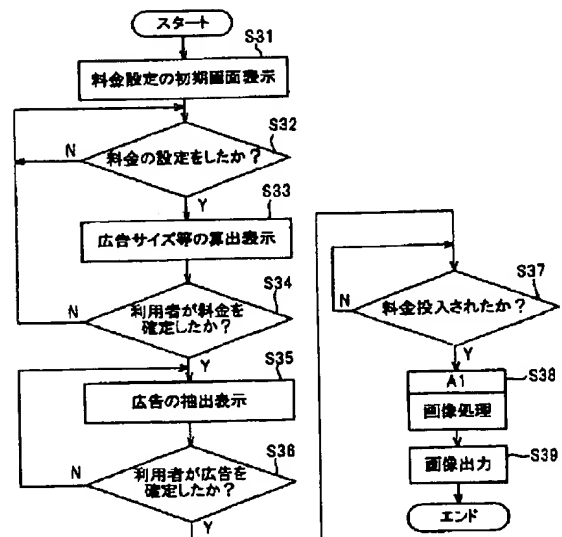 スタート
S31
料金設定の初期画面表示
S32
料金の設定をしたか？
N
Y
S33
広告サイズ等の算出表示
S34
利用者が料金を
確定したか？
N
Y
S35
広告の抽出表示
S36
利用者が広告を
確定したか？
N
Y
S37
料金投入されたか？
N
Y
A1
S38
画像処理
画像出力
S39
エンド